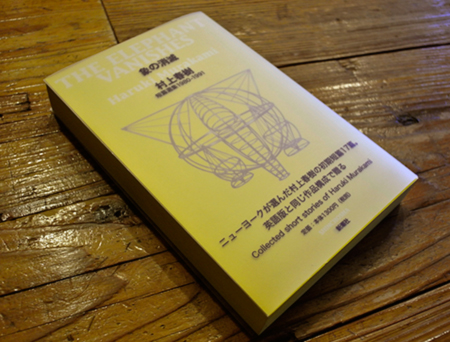 THE ELEPHANT
VANISHES
象の消滅
Haruki Murakami
村上春樹
短篇選集 1980-1991
ニューヨークが選んだ村上春樹の初期短篇17篇。
英語版と同じ作品構成で贈る
Collected short stories of Haruki Murakami
新潮社